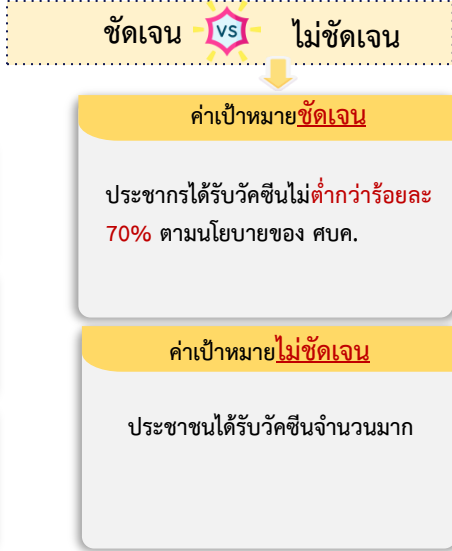 ชัดเจน VS ไม่ชัดเจน
ค่าเป้าหมายชัดเจน
ประชากรได้รับวัคซีนไม่ต่ำกว่าร้อยละ
70% ตามนโยบายของ ศบค.
ค่าเป้าหมายไม่ชัดเจน
ประชาชนได้รับวัคซีนจำนวนมาก